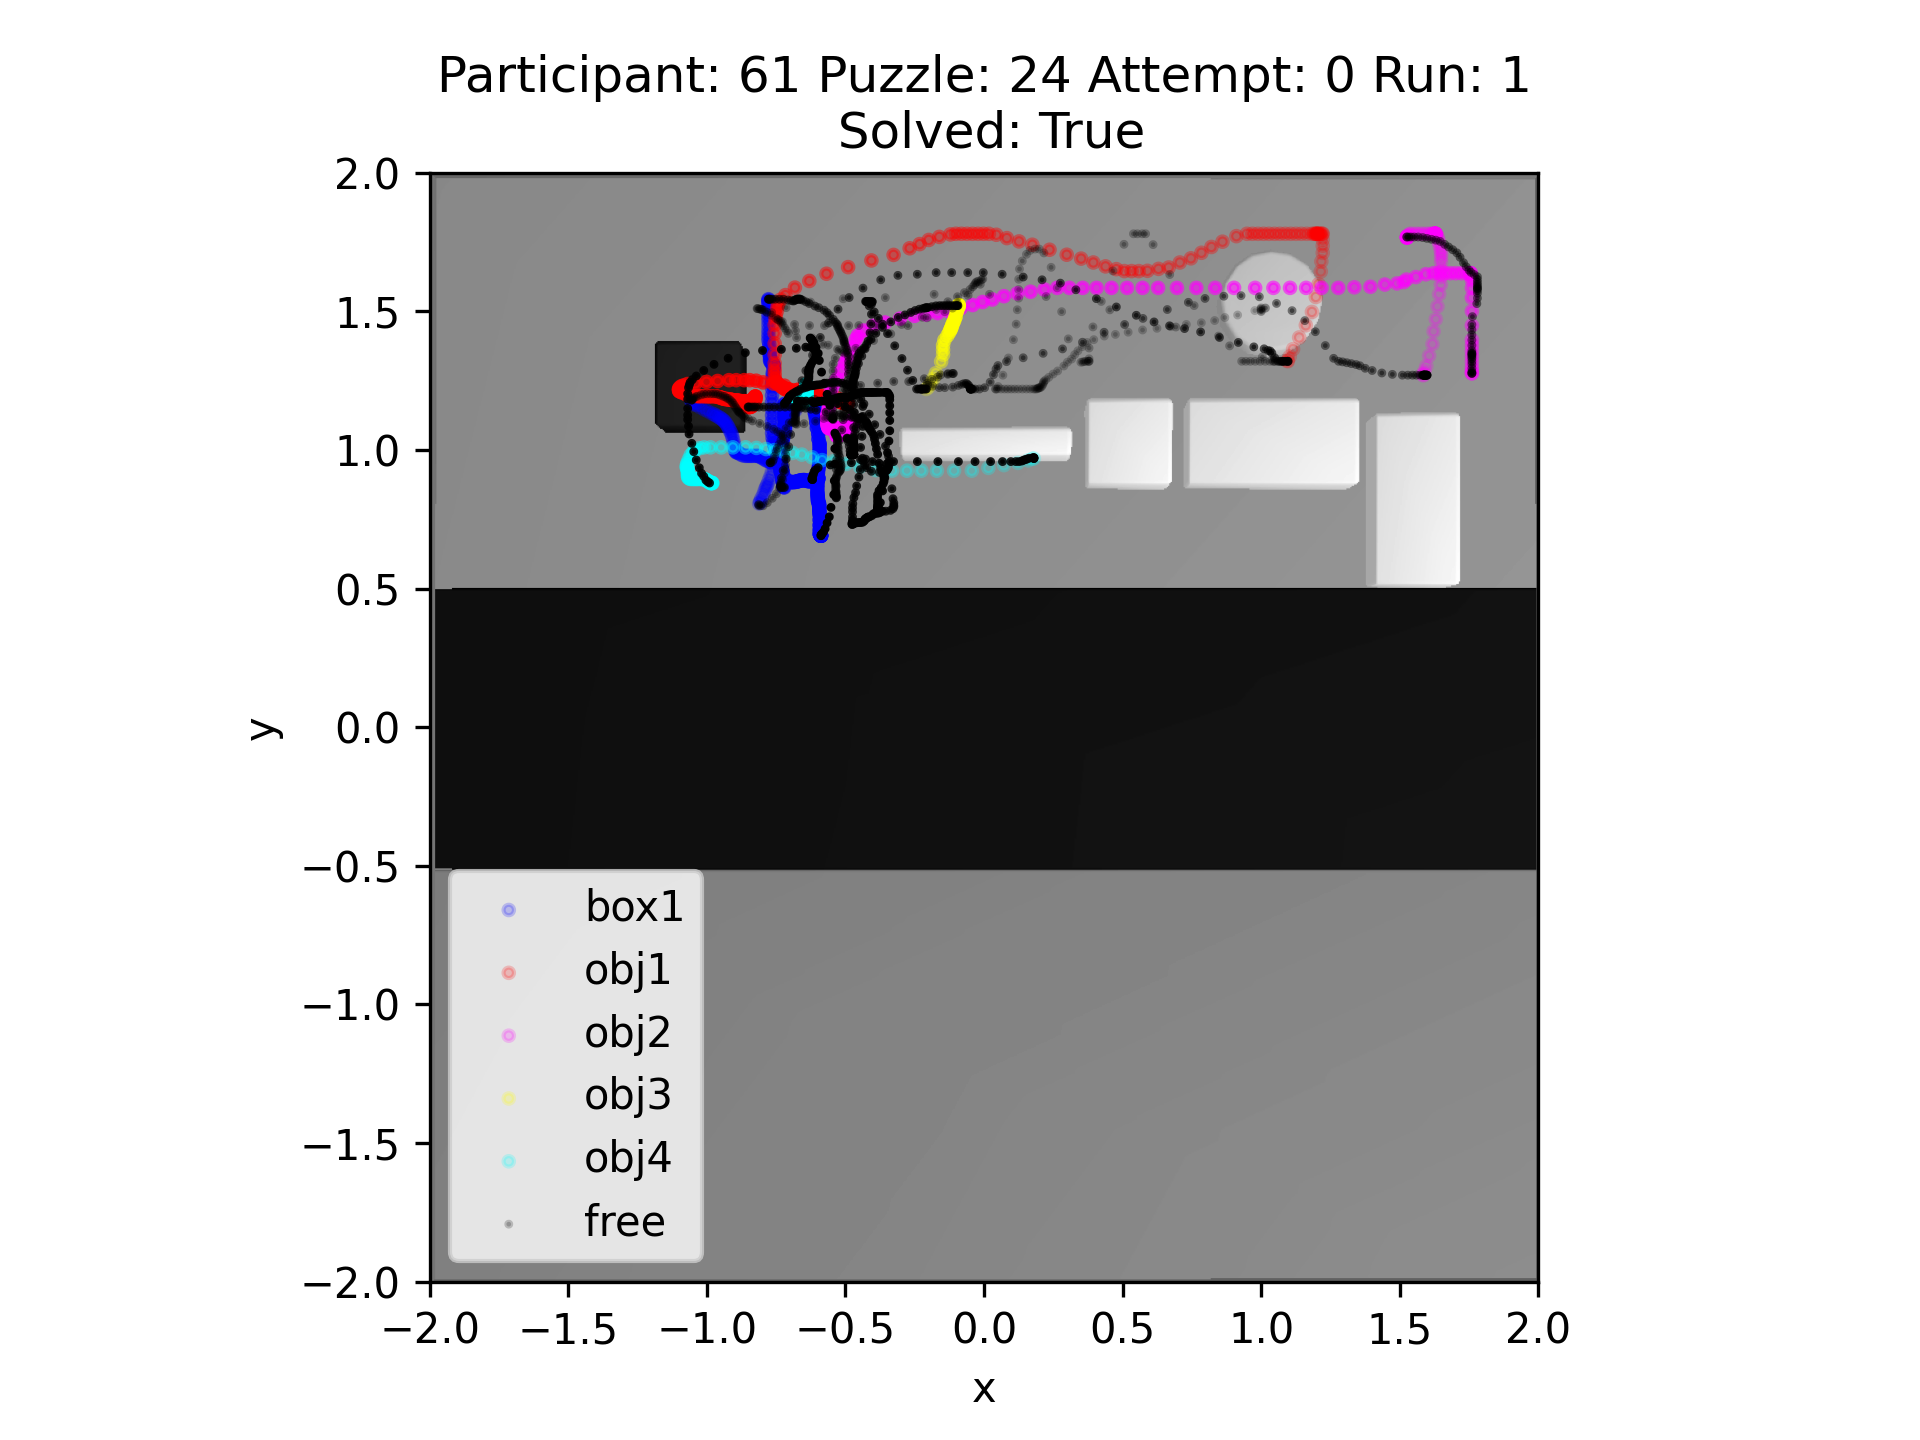 Participant: 61 Puzzle: 24 Attempt: 0 Run: 1
Solved: True
2.0
1.5
1.0
0.5
0.0
−0.5
−1.0
−1.5
−2.0
y
box1
obj1
obj2
obj3
obj4
free
−2.0 −1.5 −1.0 −0.5 0.0 0.5 1.0 1.5 2.0
x